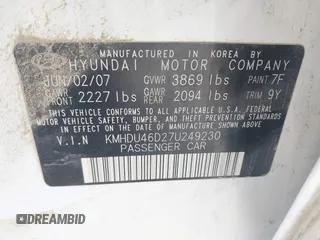 MANUFACTURED IN KOREA BY
HYUNDAI MOTOR COMPANY
JUN/02/07 GVWR 3869 lbs PAINT 7F
GAWR FRONT 2227 lbs GAWR REAR 2094 lbs TRIM 9Y
THIS VEHICLE CONFORMS TO ALL APPLICABLE U.S.A. FEDERAL
MOTOR VEHICLE SAFETY, BUMPER, AND THEFT PREVENTION
STANDARDS IN EFFECT ON THE DATE OF MANUFACTURE
SHOWN ABOVE.
V.I.N KMHDU46D27U249230
PASSENGER CAR
DREAMBID